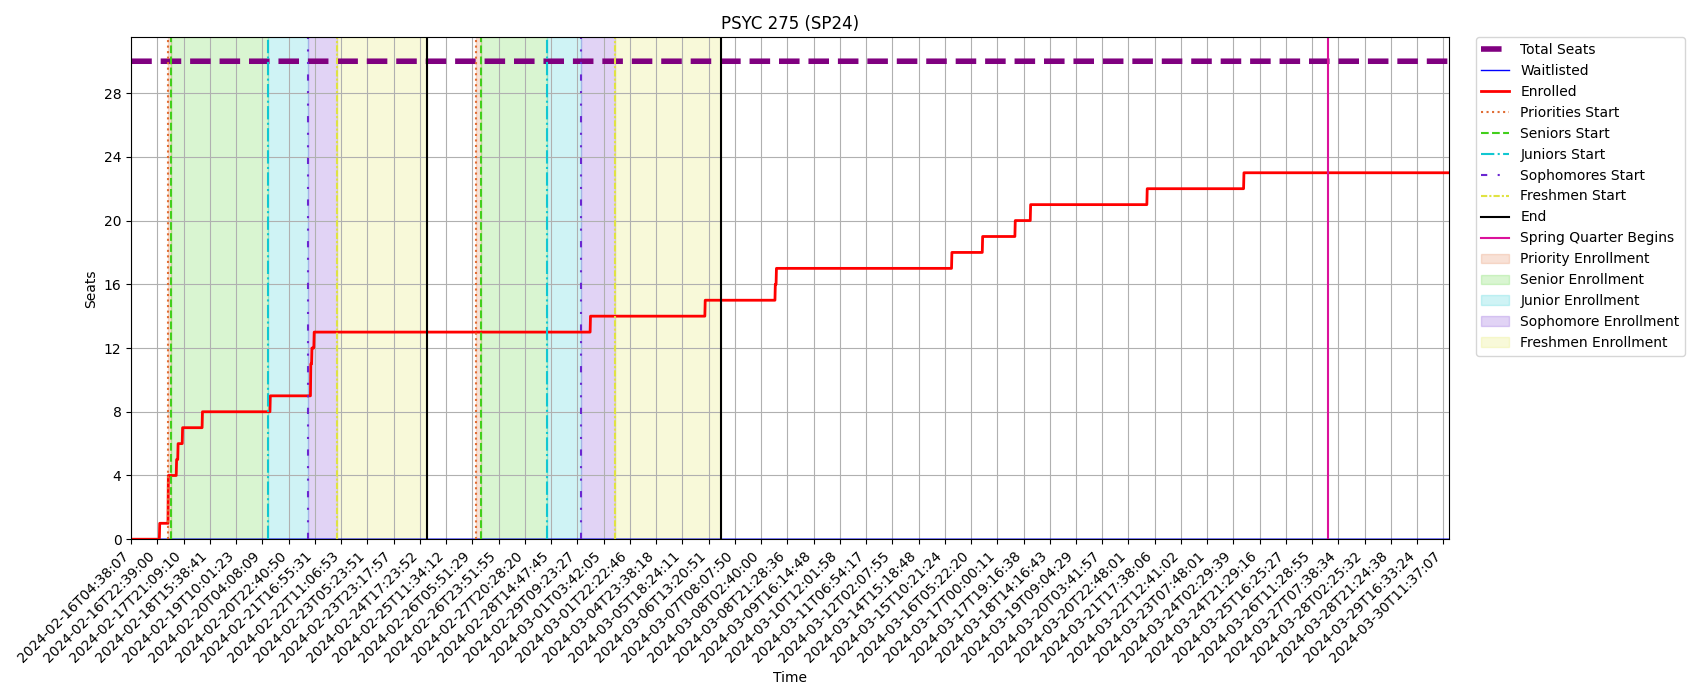 PSYC 275 (SP24)
Seats
28
24
20
16
12
8
4
0
2024-02-16T04:38:07
2024-02-16T22:39:00
2024-02-17T21:09:10
2024-02-18T15:38:41
2024-02-19T10:01:23
2024-02-20T04:08:09
2024-02-20T22:40:50
2024-02-21T16:55:31
2024-02-22T11:06:53
2024-02-23T05:23:51
2024-02-23T23:17:57
2024-02-24T17:23:52
2024-02-25T11:34:12
2024-02-26T05:51:29
2024-02-26T23:51:55
2024-02-27T20:28:20
2024-02-28T14:47:45
2024-02-29T09:23:27
2024-03-01T03:42:05
2024-03-01T22:22:46
2024-03-04T23:38:18
2024-03-05T18:24:11
2024-03-06T13:20:51
2024-03-07T08:07:50
2024-03-08T02:40:00
2024-03-08T21:28:36
2024-03-09T16:14:48
2024-03-10T12:01:58
2024-03-11T06:54:17
2024-03-12T02:07:55
2024-03-14T15:18:48
2024-03-15T10:21:24
2024-03-16T05:22:20
2024-03-17T00:00:11
2024-03-17T19:16:38
2024-03-18T14:16:43
2024-03-19T09:04:29
2024-03-20T03:41:57
2024-03-20T22:48:01
2024-03-21T17:38:06
2024-03-22T12:41:02
2024-03-23T07:48:01
2024-03-24T02:29:39
2024-03-24T21:29:16
2024-03-25T16:25:27
2024-03-26T11:28:55
2024-03-27T07:38:34
2024-03-28T02:25:32
2024-03-28T21:24:38
2024-03-29T16:33:24
2024-03-30T11:37:07
Time
Total Seats
Waitlisted
Enrolled
Priorities Start
Seniors Start
Juniors Start
Sophomores Start
Freshmen Start
End
Spring Quarter Begins
Priority Enrollment
Senior Enrollment
Junior Enrollment
Sophomore Enrollment
Freshmen Enrollment